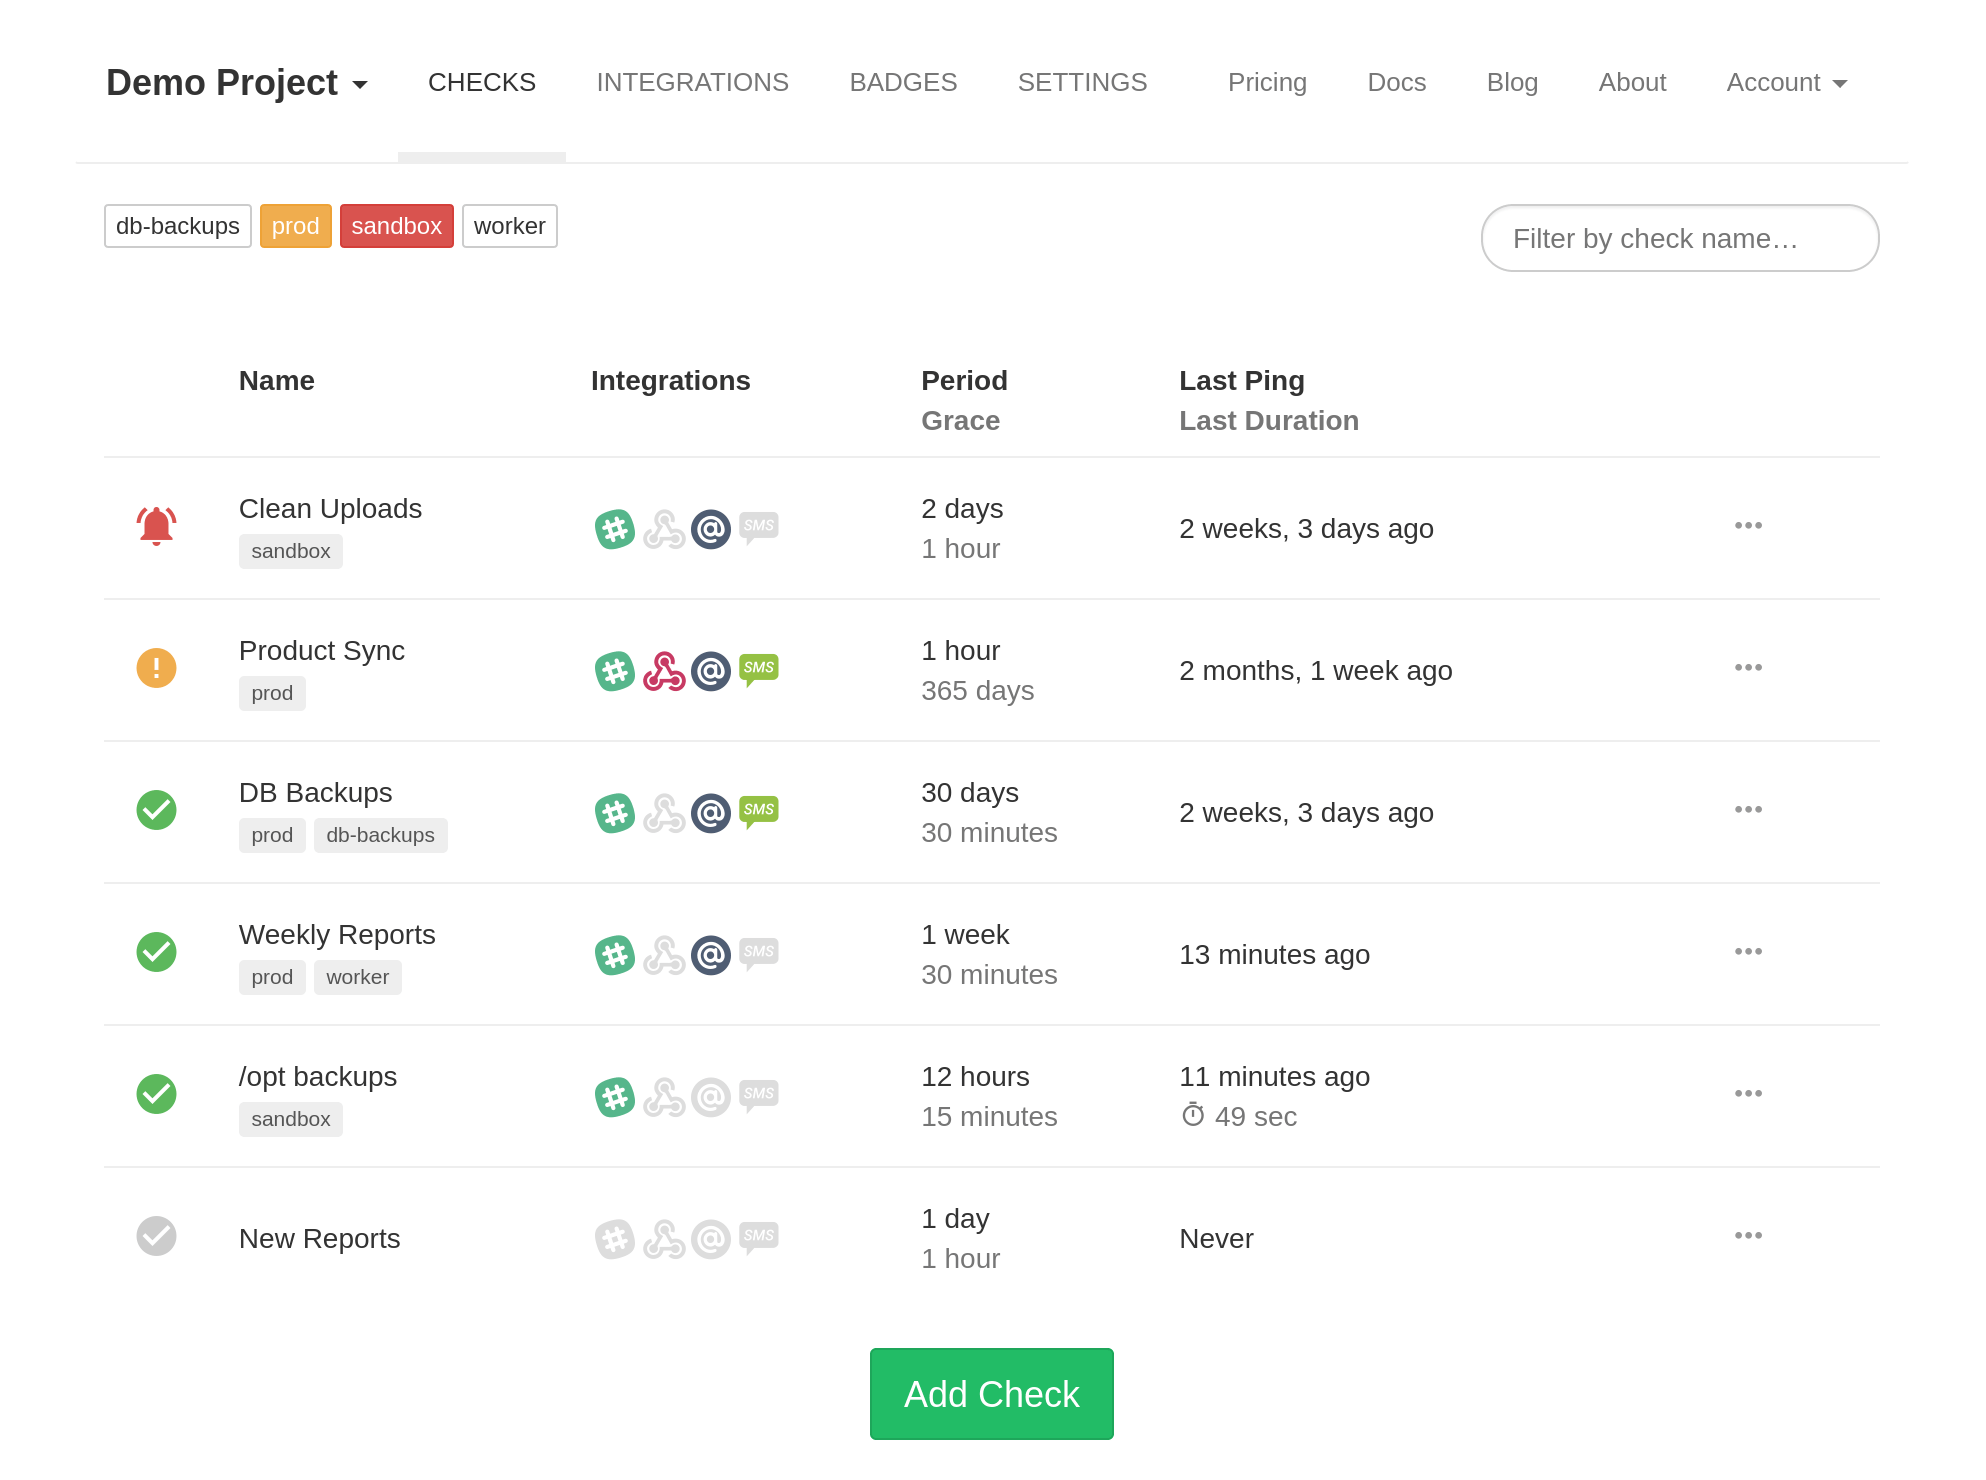 Demo Project CHECKS INTEGRATIONS BADGES SETTINGS Pricing Docs Blog About Account
db-backups prod sandbox worker Filter by check name…
Name Integrations Period Last Ping
Grace Last Duration
Clean Uploads
sandbox
SMS
2 days
1 hour
2 weeks, 3 days ago
Product Sync
prod
SMS
1 hour
365 days
2 months, 1 week ago
DB Backups
prod db-backups
SMS
30 days
30 minutes
2 weeks, 3 days ago
Weekly Reports
prod worker
SMS
1 week
30 minutes
13 minutes ago
/opt backups
sandbox
SMS
12 hours
15 minutes
11 minutes ago
49 sec
New Reports
SMS
1 day
1 hour
Never
Add Check